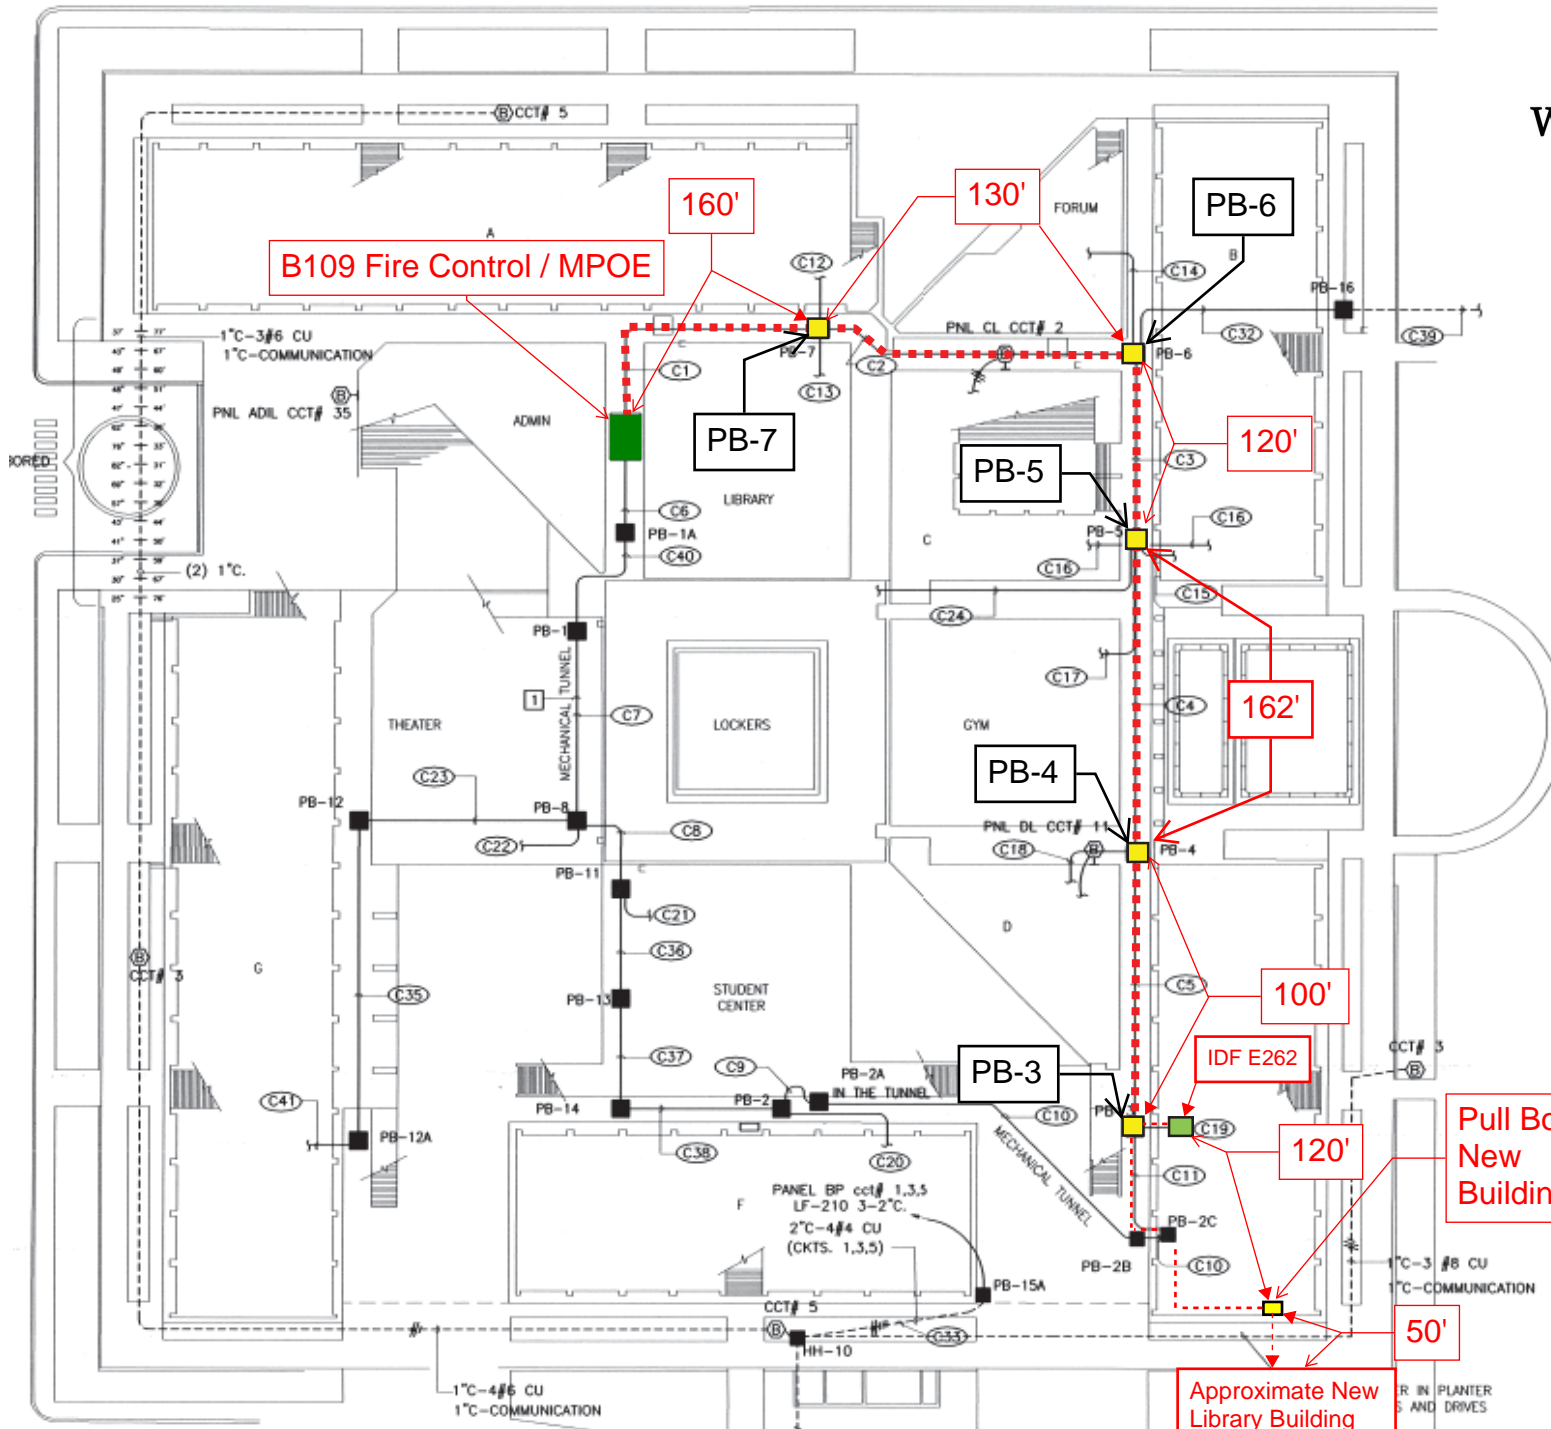 W
CCT# 5
A
160'
130'
FORUM
PB-6
B
B109 Fire Control / MPOE
C12
C14
PB-16
1"C-3#6 CU
1"C-COMMUNICATION
PNL CL CCT# 2
C32
C39
PB-7
C2
PB-6
C1
C13
PNL ADIL CCT# 35
ADMIN
PB-7
120'
PB-5
C3
BORED
LIBRARY
C6
PB-1A
C
PB-5
C16
C40
C16
(2) 1"C.
C15
C24
PB-1
MECHANICAL TUNNEL
C17
1
C7
162'
C4
THEATER
LOCKERS
GYM
PB-4
C23
PB-12
PB-8
C8
PNL DL CCT# 11
C22
C18
PB-4
PB-11
C21
D
C36
CCT# 3
G
C35
PB-13
STUDENT
CENTER
C5
100'
IDF E262
CCT# 3
C37
C9
PB-2A
IN THE TUNNEL
PB-3
C41
PB-14
PB-2
C10
PB
C19
Pull Bo
New
Buildin
PB-12A
C38
C20
MECHANICAL TUNNEL
120'
C11
PANEL BP cct# 1,3,5
LF-210 3-2"C.
F
2"C-4#4 CU
(CKTS. 1,3,5)
PB-2C
PB-2B
C10
1"C-3 #8 CU
1"C-COMMUNICATION
PB-15A
CCT# 5
C33
HH-10
50'
1"C-4#6 CU
1"C-COMMUNICATION
Approximate New
Library Building
ER IN PLANTER
S AND DRIVES